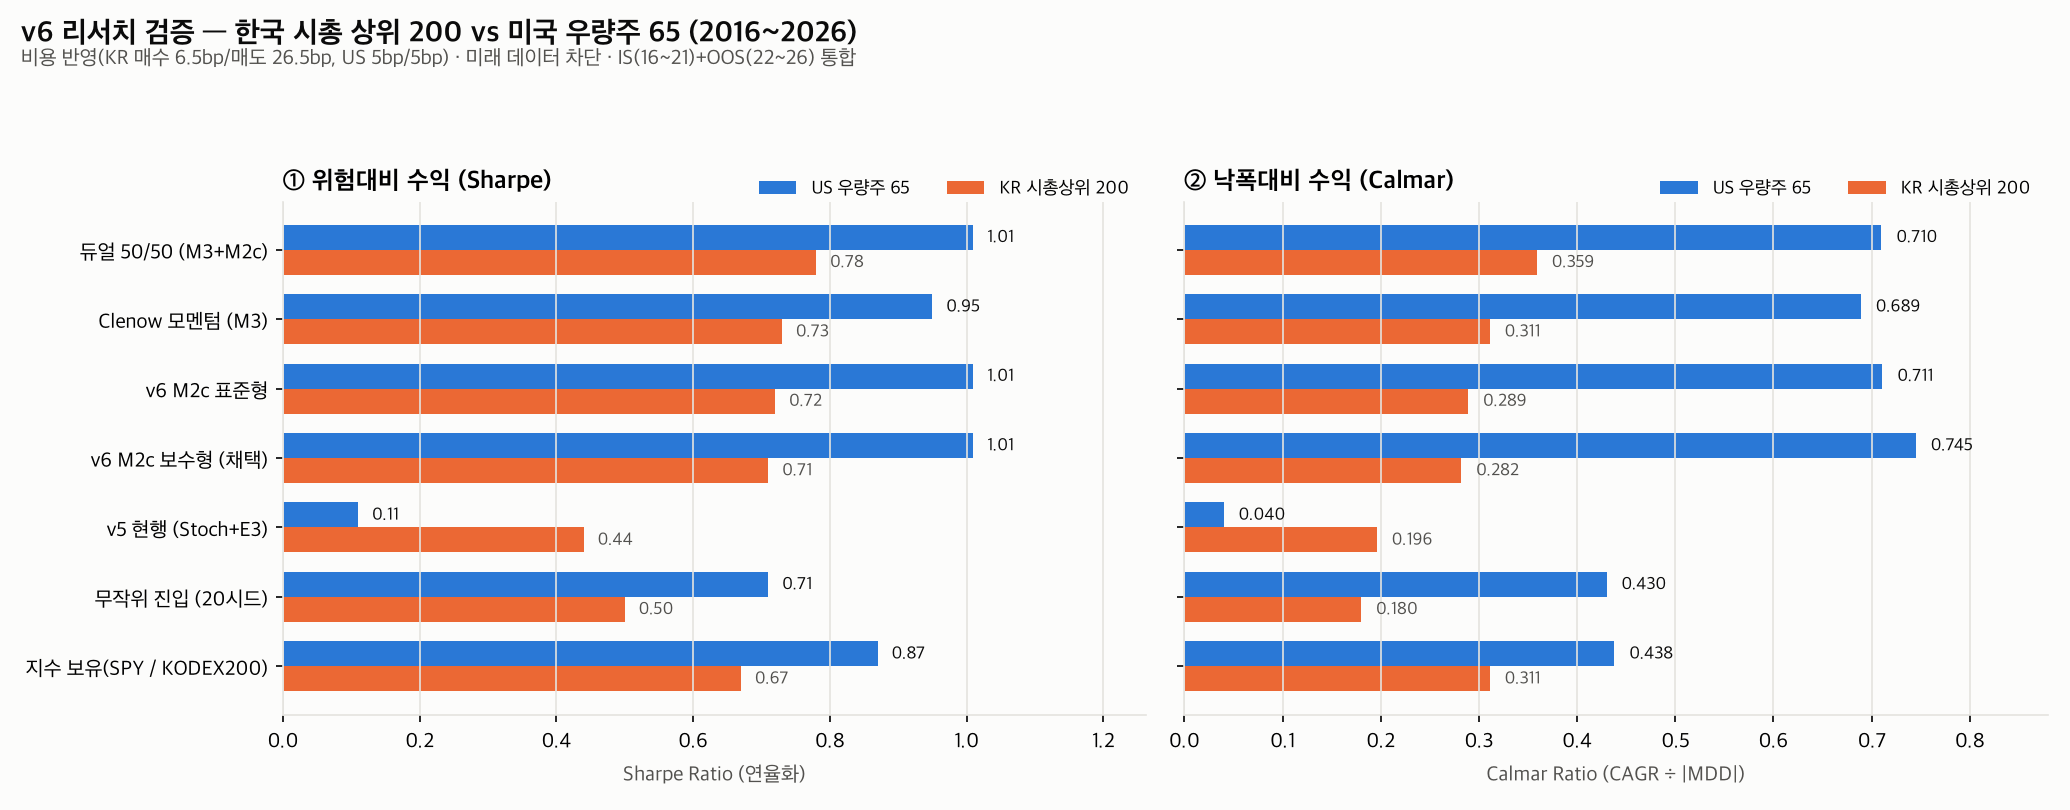 v6 리서치 검증 — 한국 시총 상위 200 vs 미국 우량주 65 (2016~2026)
비용 반영(KR 매수 6.5bp/매도 26.5bp, US 5bp/5bp) · 미래 데이터 차단 · IS(16~21)+OOS(22~26) 통합
① 위험대비 수익 (Sharpe)
US 우량주 65
KR 시총상위 200
듀얼 50/50 (M3+M2c)
1.01
0.78
Clenow 모멘텀 (M3)
0.95
0.73
v6 M2c 표준형
1.01
0.72
v6 M2c 보수형 (채택)
1.01
0.71
v5 현행 (Stoch+E3)
0.11
0.44
무작위 진입 (20시드)
0.71
0.50
지수 보유(SPY / KODEX200)
0.87
0.67
0.0 0.2 0.4 0.6 0.8 1.0 1.2
Sharpe Ratio (연율화)
② 낙폭대비 수익 (Calmar)
US 우량주 65
KR 시총상위 200
0.710
0.359
0.689
0.311
0.711
0.289
0.745
0.282
0.040
0.196
0.430
0.180
0.438
0.311
0.0 0.1 0.2 0.3 0.4 0.5 0.6 0.7 0.8
Calmar Ratio (CAGR ÷ |MDD|)